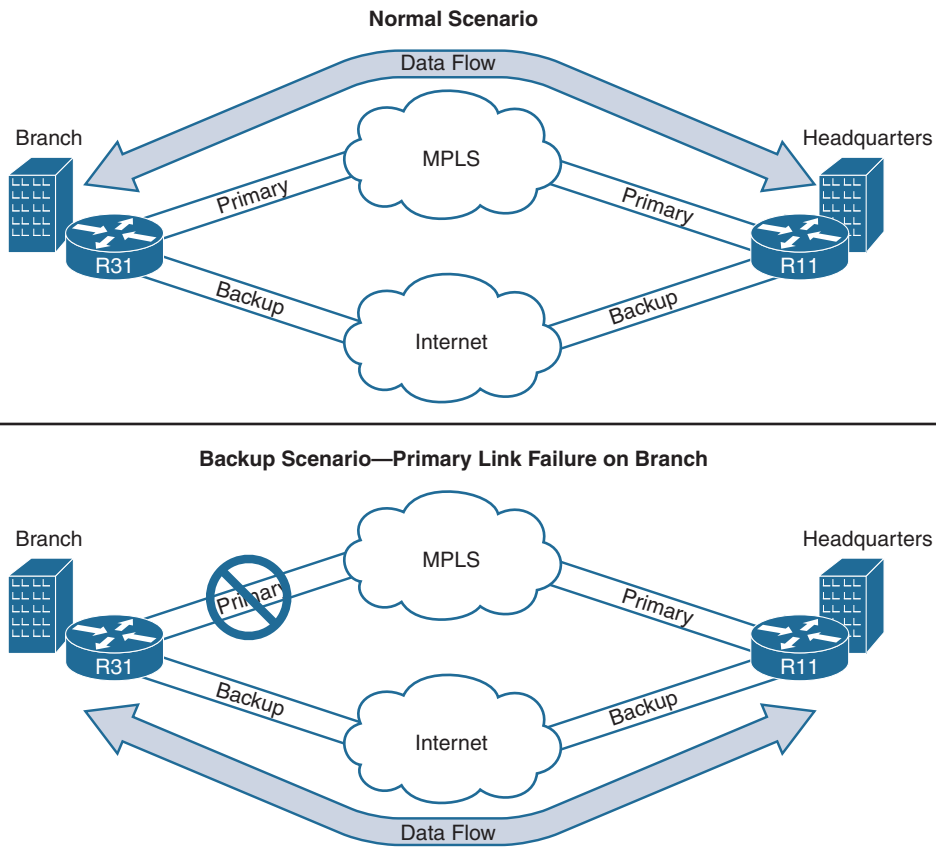 Normal Scenario
Data Flow
Branch
Headquarters
MPLS
Primary
Primary
R31
R11
Backup
Backup
Internet
Backup Scenario—Primary Link Failure on Branch
Branch
Headquarters
MPLS
Primary
Primary
R31
R11
Backup
Backup
Internet
Data Flow